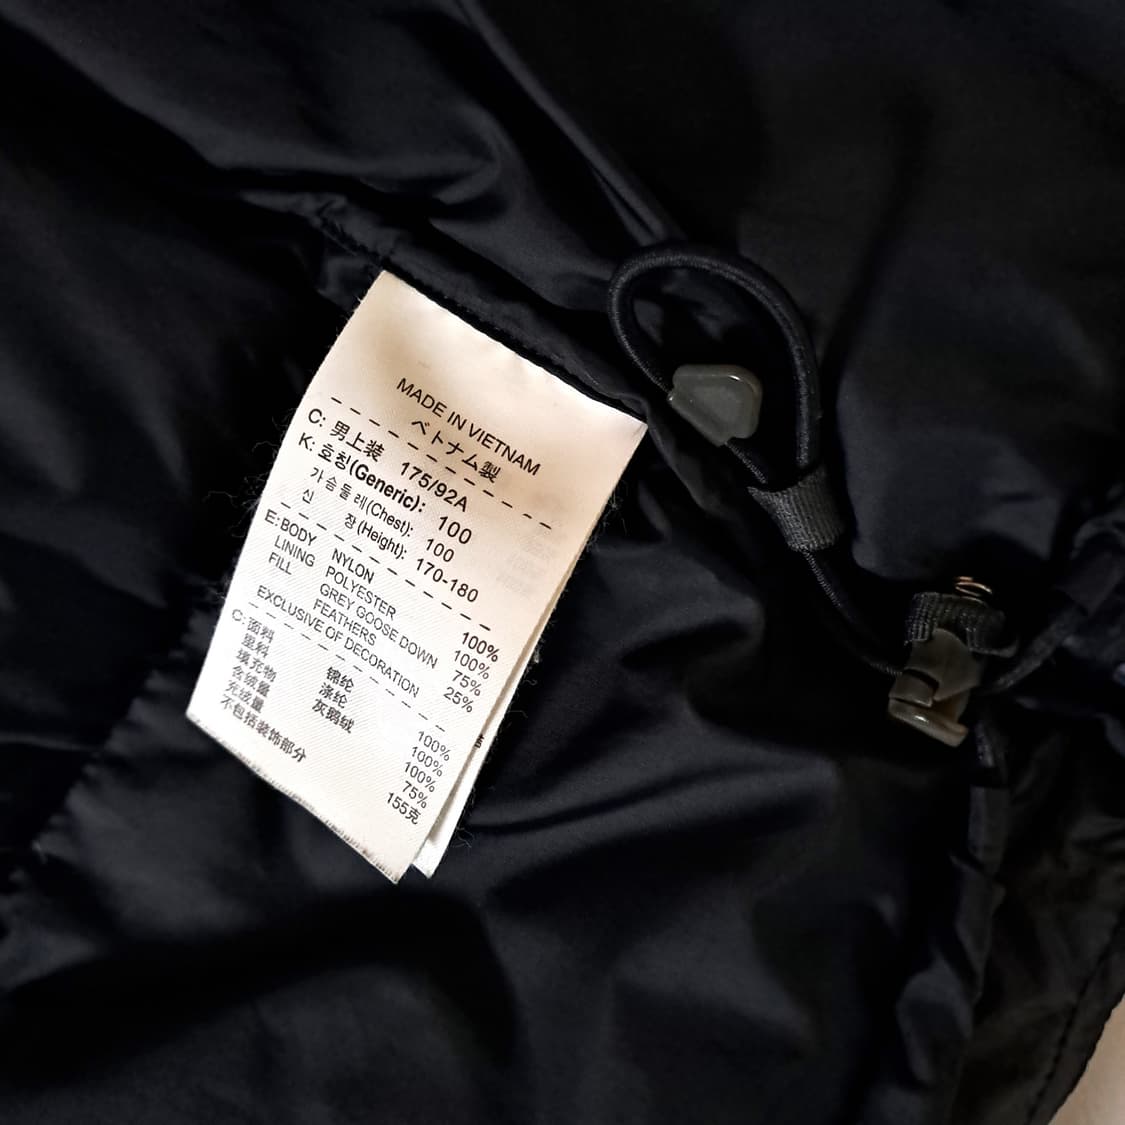 MADE IN VIETNAM
ベトナム製
C: 男上装 175/92A
K: 호칭(Generic): 100
가슴둘레(Chest): 100
신 장(Height): 170-180
E: BODY NYLON 100%
LINING POLYESTER 100%
FILL GREY GOOSE DOWN 75%
FEATHERS 25%
EXCLUSIVE OF DECORATION
C: 面料 锦纶 100%
里料 涤纶 100%
填充物 灰鹅绒 100%
含绒量 75%
充绒量 155克
不包括装饰部分